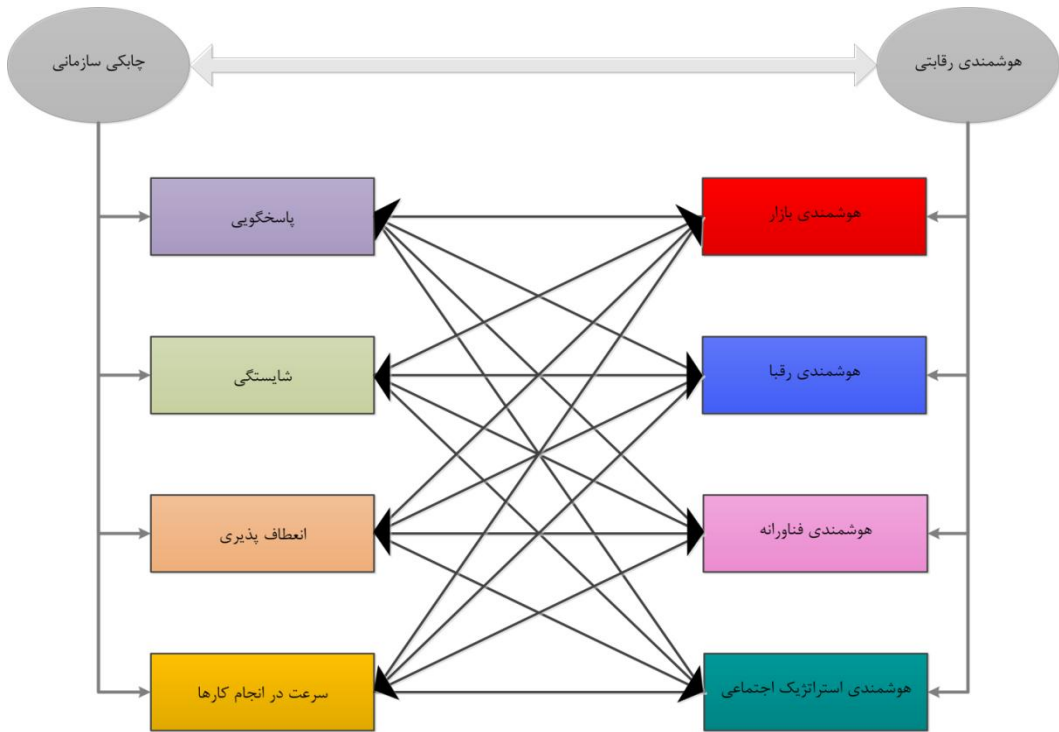 هوشمندی رقابتی
چابکی سازمانی
هوشمندی بازار
پاسخگویی
هوشمندی رقبا
شایستگی
هوشمندی فناورانه
انعطاف پذیری
هوشمندی استراتژیک اجتماعی
سرعت در انجام کارها